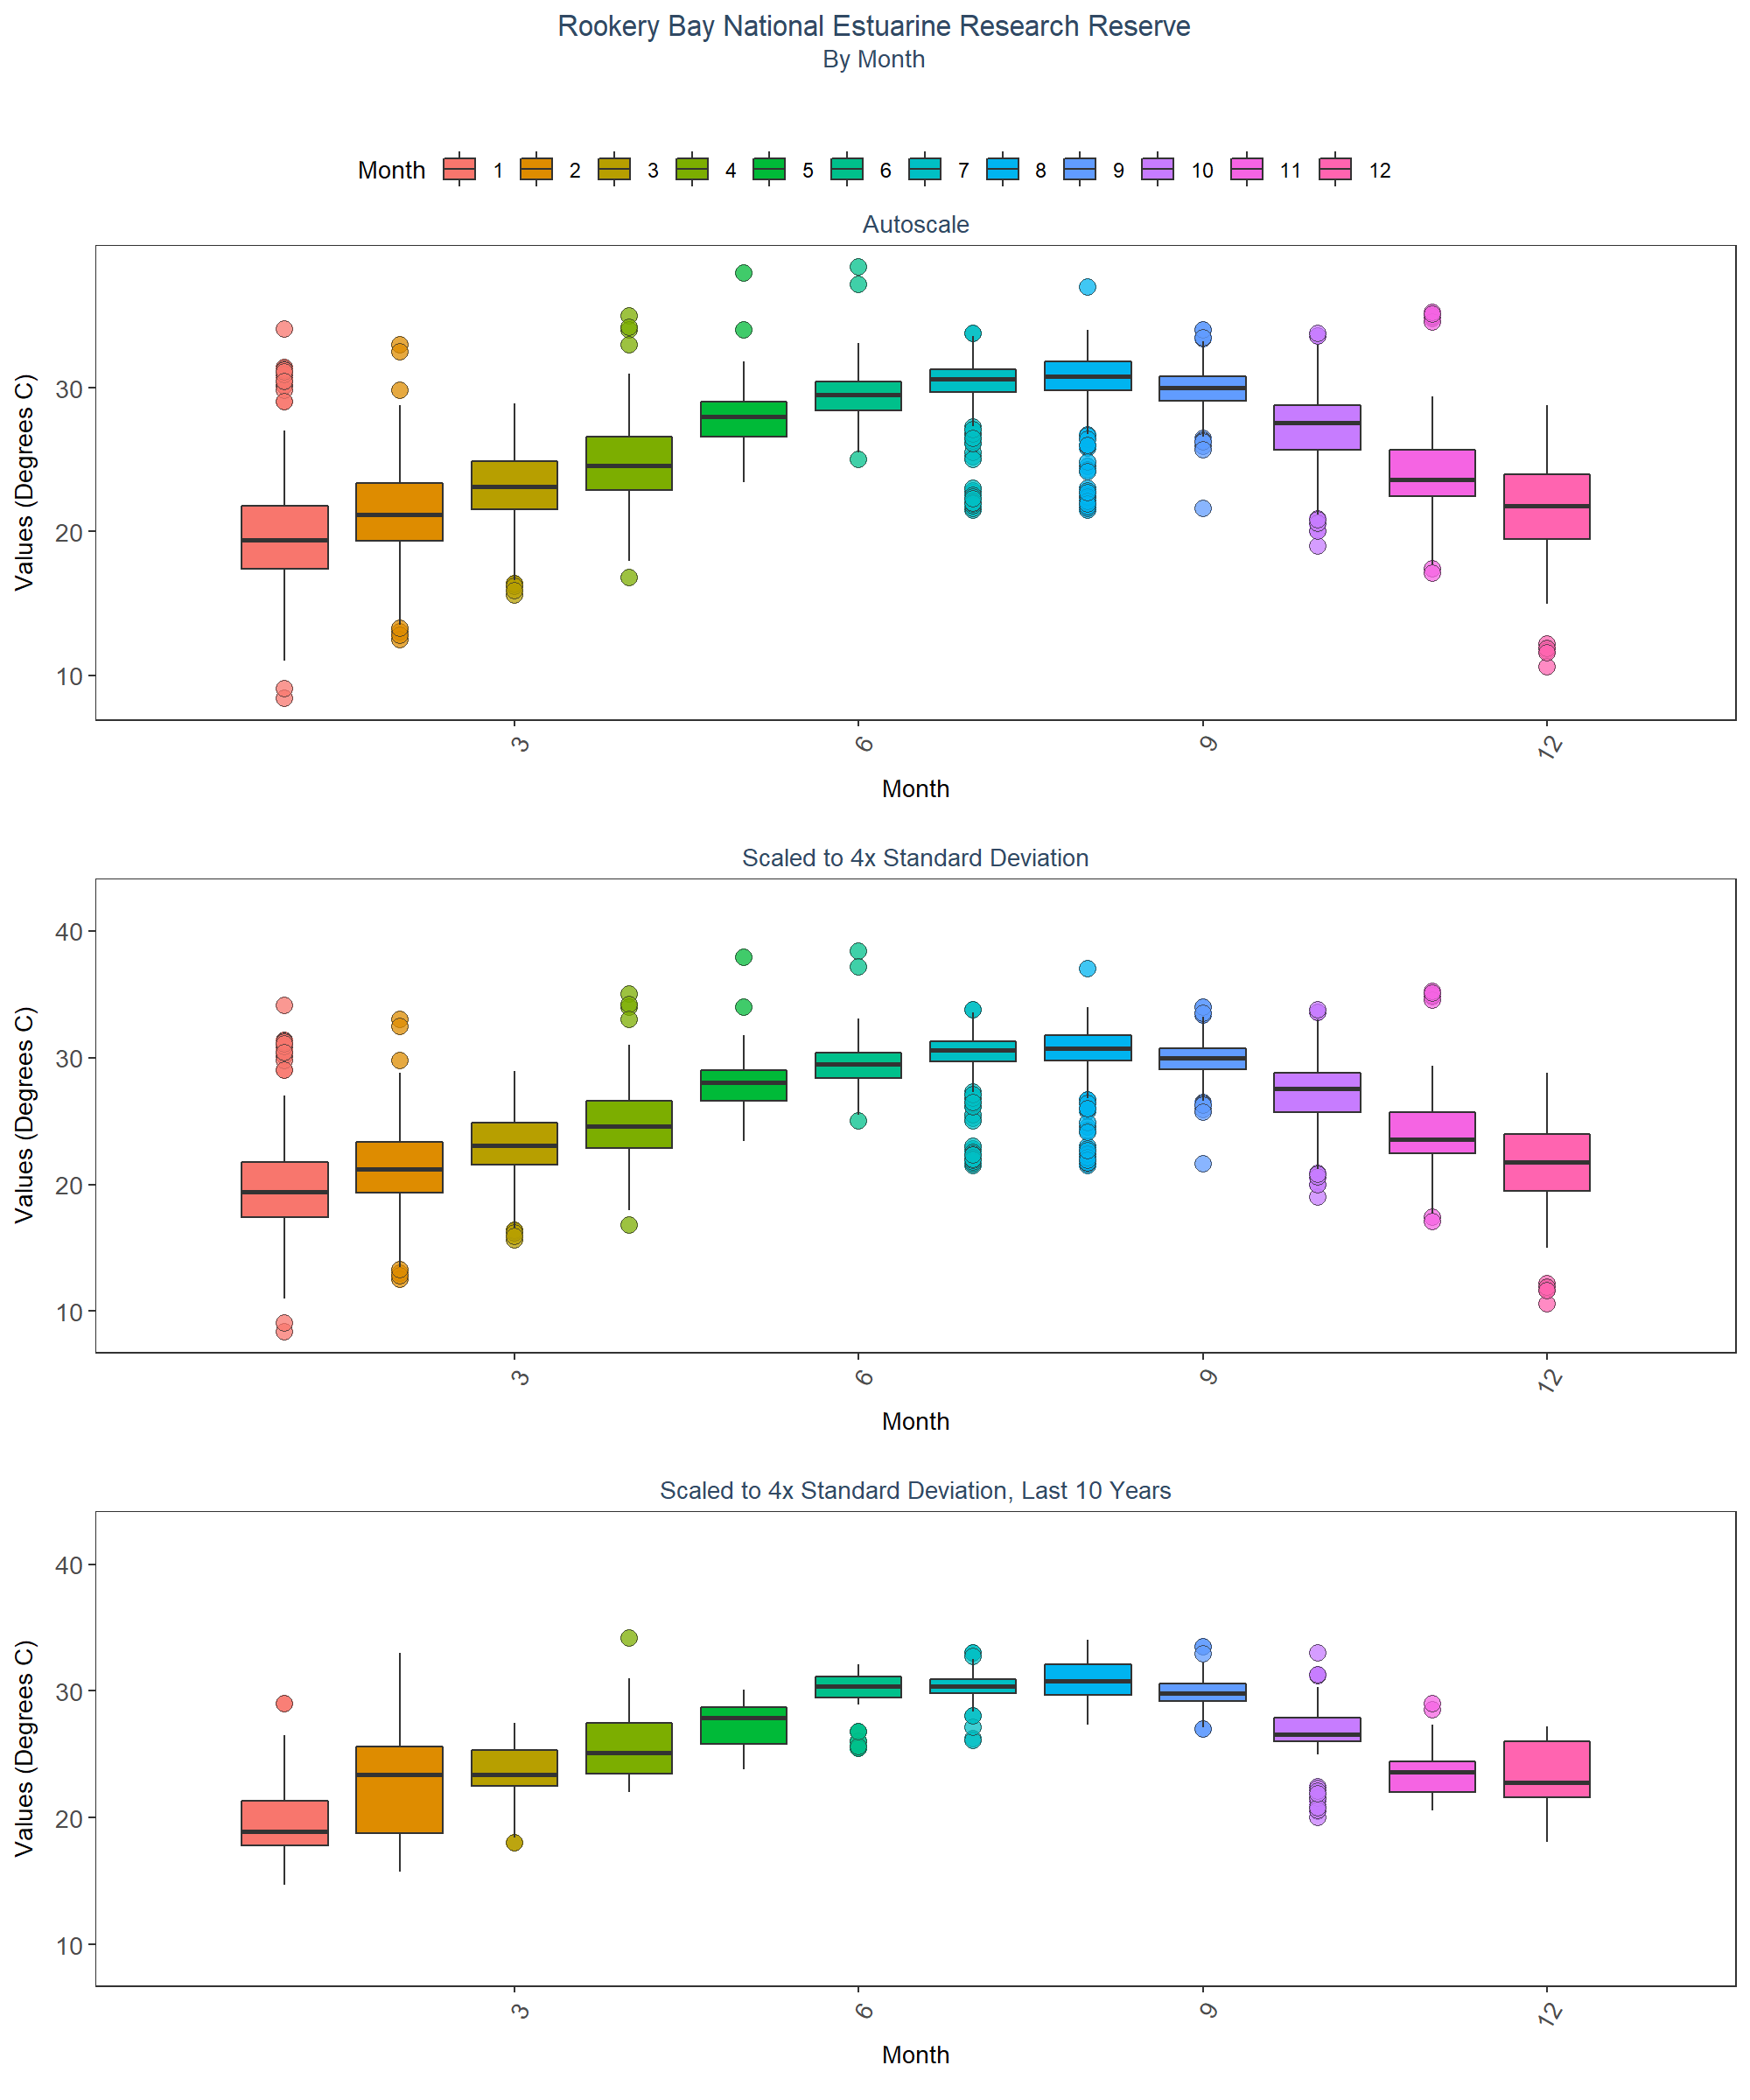 Rookery Bay National Estuarine Research Reserve
By Month
Month 1 2 3 4 5 6 7 8 9 10 11 12
Autoscale
Values (Degrees C)
30
20
10
3 6 9 12
Month
Scaled to 4x Standard Deviation
Values (Degrees C)
40
30
20
10
3 6 9 12
Month
Scaled to 4x Standard Deviation, Last 10 Years
Values (Degrees C)
40
30
20
10
3 6 9 12
Month